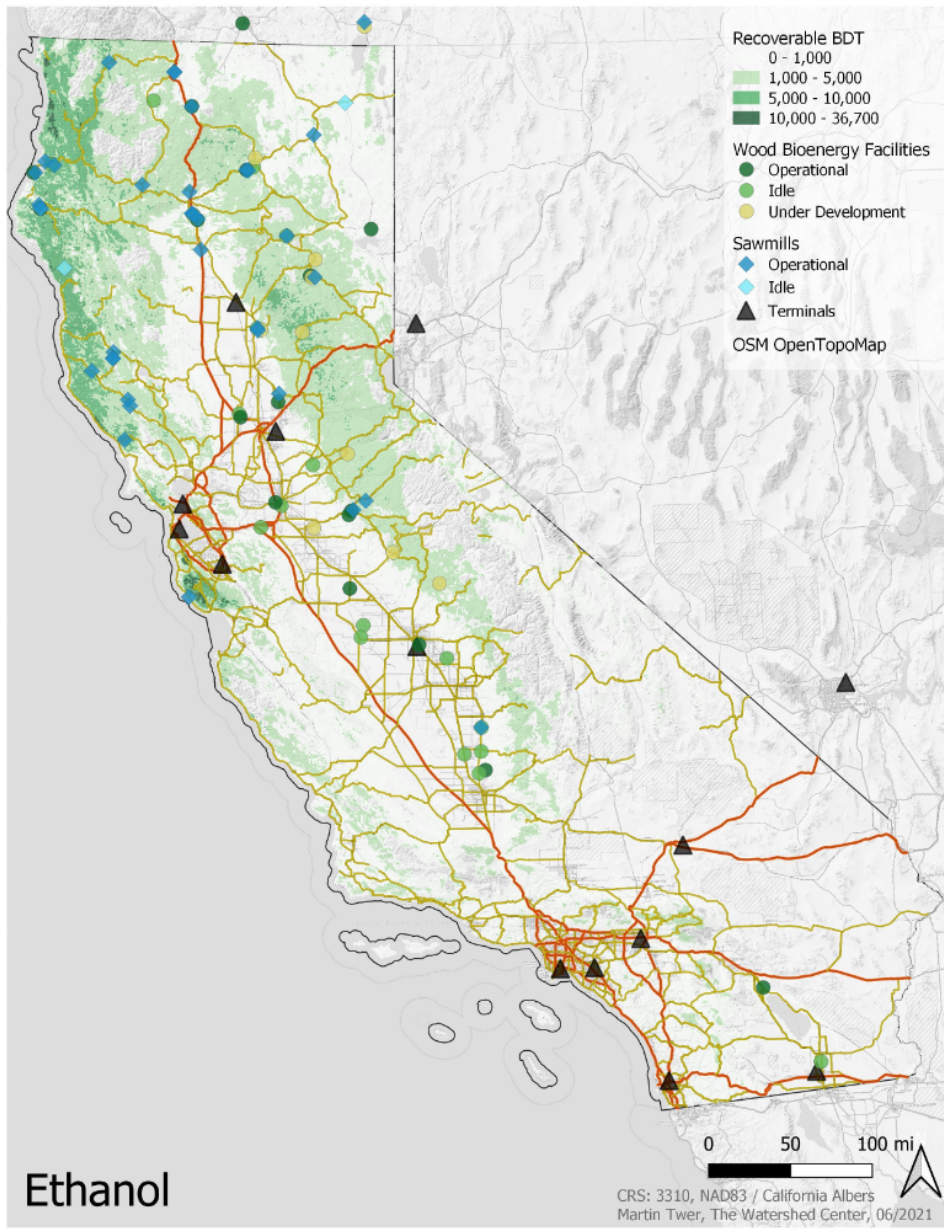 Recoverable BDT
0 - 1,000
1,000 - 5,000
5,000 - 10,000
10,000 - 36,700
Wood Bioenergy Facilities
Operational
Idle
Under Development
Sawmills
Operational
Idle
Terminals
OSM OpenTopoMap
Ethanol
0 50 100 mi
N
CRS: 3310, NAD83 / California Albers
Martin Twer, The Watershed Center, 06/2021